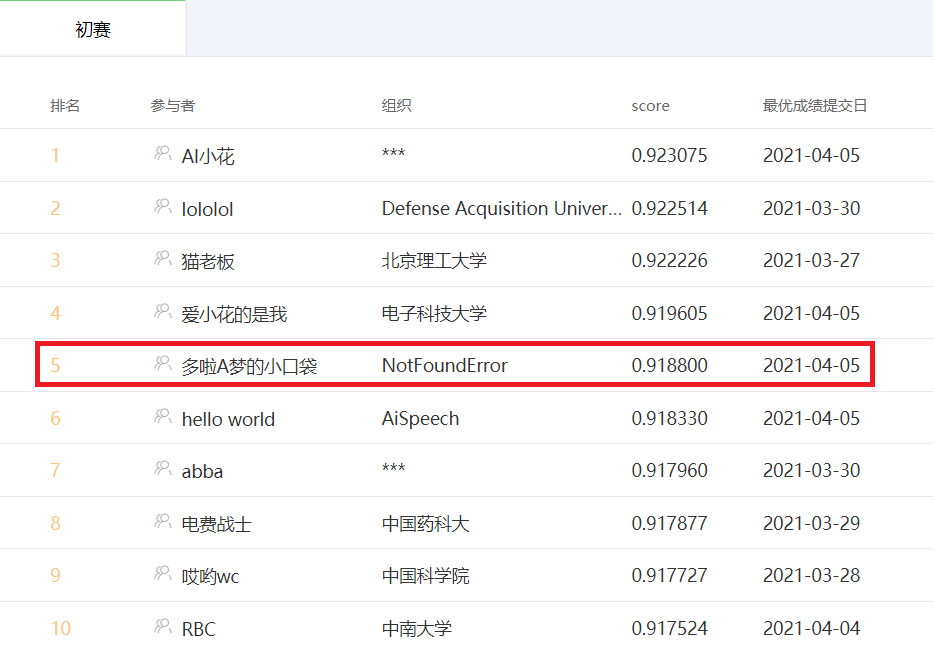 初赛
排名 参与者 组织 score 最优成绩提交日
1 AI小花 *** 0.923075 2021-04-05
2 lololol Defense Acquisition Univer... 0.922514 2021-03-30
3 猫老板 北京理工大学 0.922226 2021-03-27
4 爱小花的是我 电子科技大学 0.919605 2021-04-05
5 多啦A梦的小口袋 NotFoundError 0.918800 2021-04-05
6 hello world AiSpeech 0.918330 2021-04-05
7 abba *** 0.917960 2021-03-30
8 电费战士 中国药科大 0.917877 2021-03-29
9 哎哟wc 中国科学院 0.917727 2021-03-28
10 RBC 中南大学 0.917524 2021-04-04